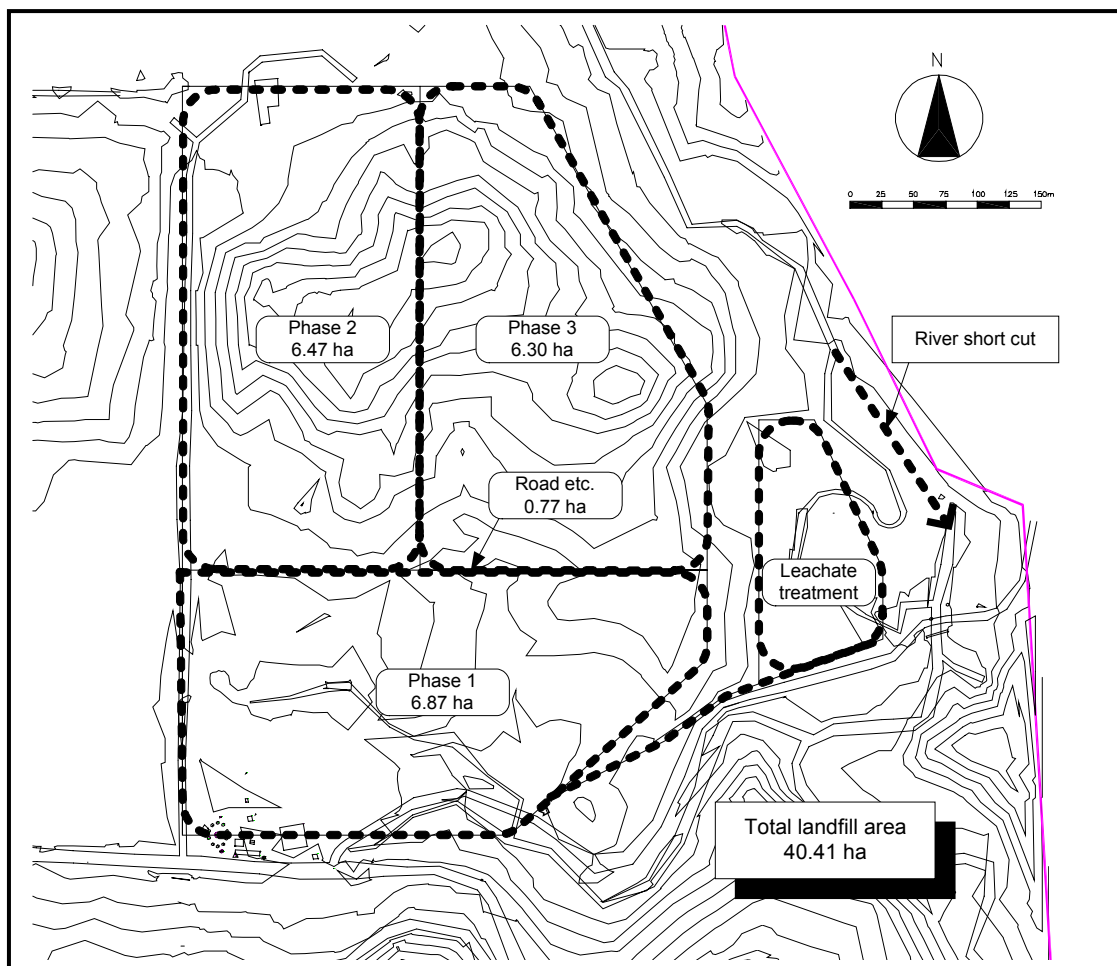 N
0 25 50 75 100 125 150m
Phase 2
6.47 ha
Phase 3
6.30 ha
River short cut
Road etc.
0.77 ha
Leachate
treatment
Phase 1
6.87 ha
Total landfill area
40.41 ha